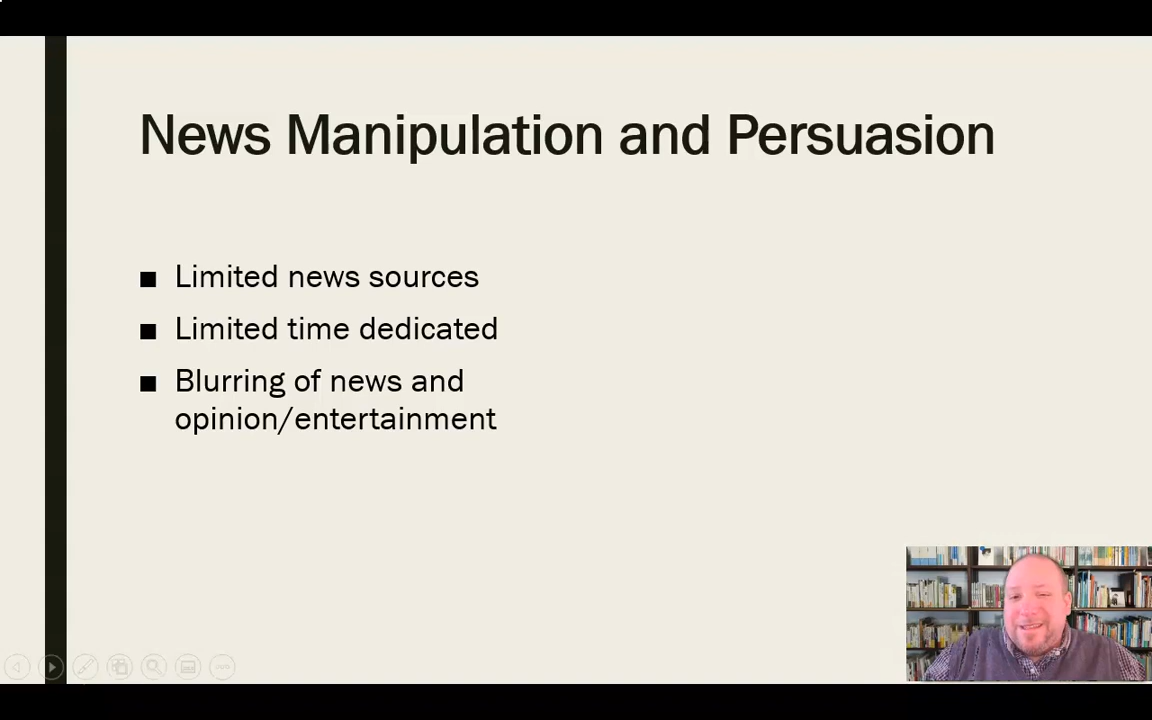 News Manipulation and Persuasion
■ Limited news sources
■ Limited time dedicated
■ Blurring of news and
opinion/entertainment